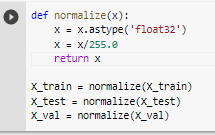 def normalize(x):
    x = x.astype('float32')
    x = x/255.0
    return x

X_train = normalize(X_train)
X_test = normalize(X_test)
X_val = normalize(X_val)